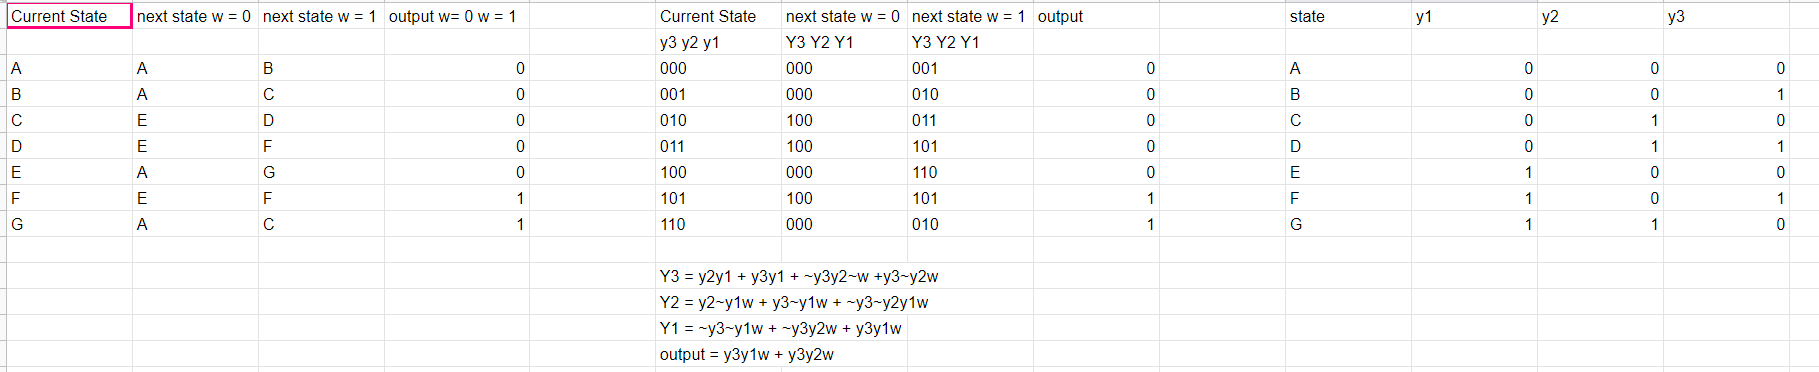 Current State next state w = 0 next state w = 1 output w= 0 w = 1 Current State next state w = 0 next state w = 1 output state y1 y2 y3
y3 y2 y1 Y3 Y2 Y1 Y3 Y2 Y1
A A B 0 000 000 001 0 A 0 0 0
B A C 0 001 000 010 0 B 0 0 1
C E D 0 010 100 011 0 C 0 1 0
D E F 0 011 100 101 0 D 0 1 1
E A G 0 100 000 110 0 E 1 0 0
F E F 1 101 100 101 1 F 1 0 1
G A C 1 110 000 010 1 G 1 1 0
Y3 = y2y1 + y3y1 + ~y3y2~w +y3~y2w
Y2 = y2~y1w + y3~y1w + ~y3~y2y1w
Y1 = ~y3~y1w + ~y3y2w + y3y1w
output = y3y1w + y3y2w